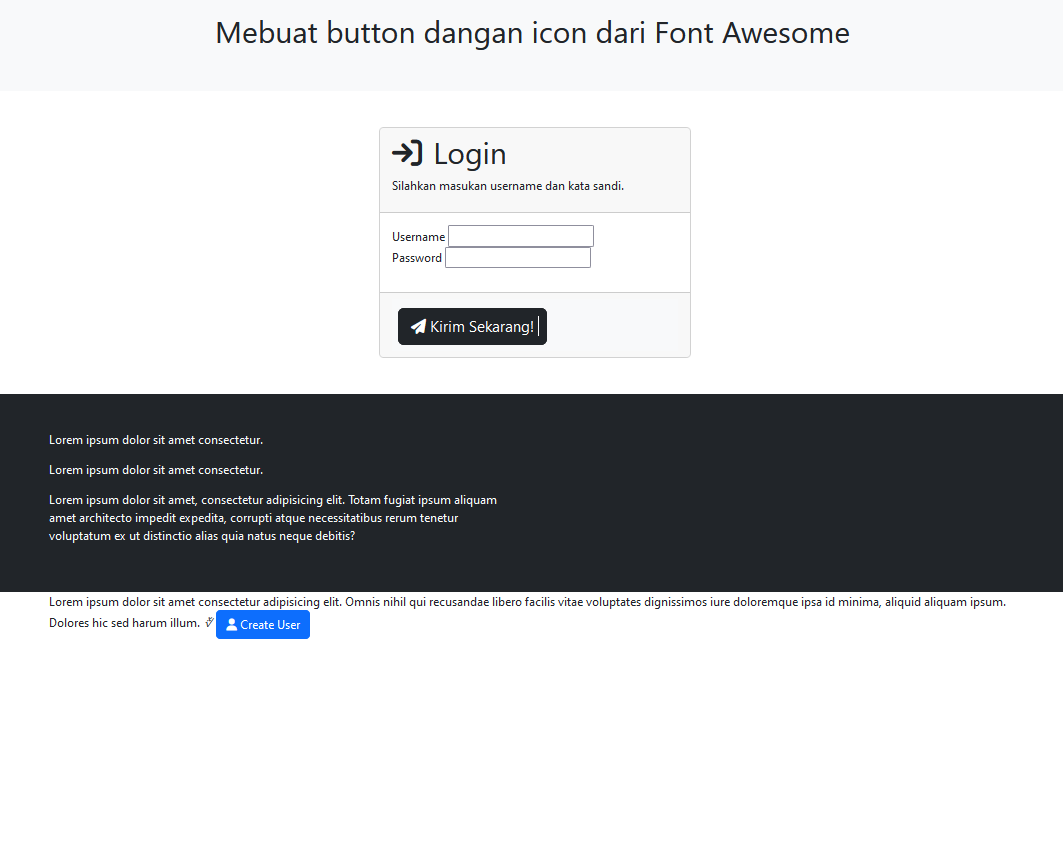 Mebuat button dangan icon dari Font Awesome
Login
Silahkan masukan username dan kata sandi.
Username
Password
Kirim Sekarang!
Lorem ipsum dolor sit amet consectetur.
Lorem ipsum dolor sit amet consectetur.
Lorem ipsum dolor sit amet, consectetur adipisicing elit. Totam fugiat ipsum aliquam
amet architecto impedit expedita, corrupti atque necessitatibus rerum tenetur
voluptatum ex ut distinctio alias quia natus neque debitis?
Lorem ipsum dolor sit amet consectetur adipisicing elit. Omnis nihil qui recusandae libero facilis vitae voluptates dignissimos iure doloremque ipsa id minima, aliquid aliquam ipsum.
Dolores hic sed harum illum. Create User